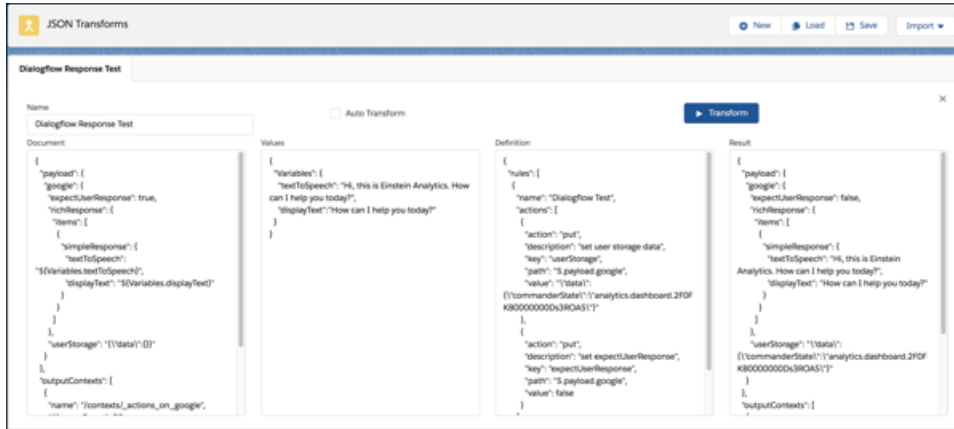 JSON Transforms
New
Load
Save
Import
Dialogflow Response Test
Name
Dialogflow Response Test
Auto Transform
Transform
Document
{
"payload": {
"google": {
"expectUserResponse": true,
"richResponse": {
"items": [
{
"simpleResponse": {
"textToSpeech":
"${Variables.textToSpeech}",
"displayText": "${Variables.displayText}"
}
}
]
},
"userStorage": "{\"data\":{}}"
}
},
"outputContexts": [
{
"name": "/contexts/_actions_on_google",
Values
{
"Variables": {
"textToSpeech": "Hi, this is Einstein Analytics. How
can I help you today?",
"displayText":"How can I help you today?"
}
}
Definition
{
"rules": [
{
"name": "Dialogflow Test",
"actions": [
{
"action": "put",
"description": "set user storage data",
"key": "userStorage",
"path": "$.payload.google",
"value": "\"data\":
{\"commanderState\":\"analytics.dashboard.2F0F
K80000000Ds3ROAS\"}"
},
{
"action": "put",
"description": "set expectUserResponse",
"key": "expectUserResponse",
"path": "$.payload.google",
"value": false
}
Result
{
"payload": {
"google": {
"expectUserResponse": false,
"richResponse": {
"items": [
{
"simpleResponse": {
"textToSpeech": "Hi, this is Einstein
Analytics. How can I help you today?",
"displayText": "How can I help you today?"
}
}
]
},
"userStorage": "\"data\":
{\"commanderState\":\"analytics.dashboard.2F0F
K80000000Ds3ROAS\"}"
}
},
"outputContexts": [